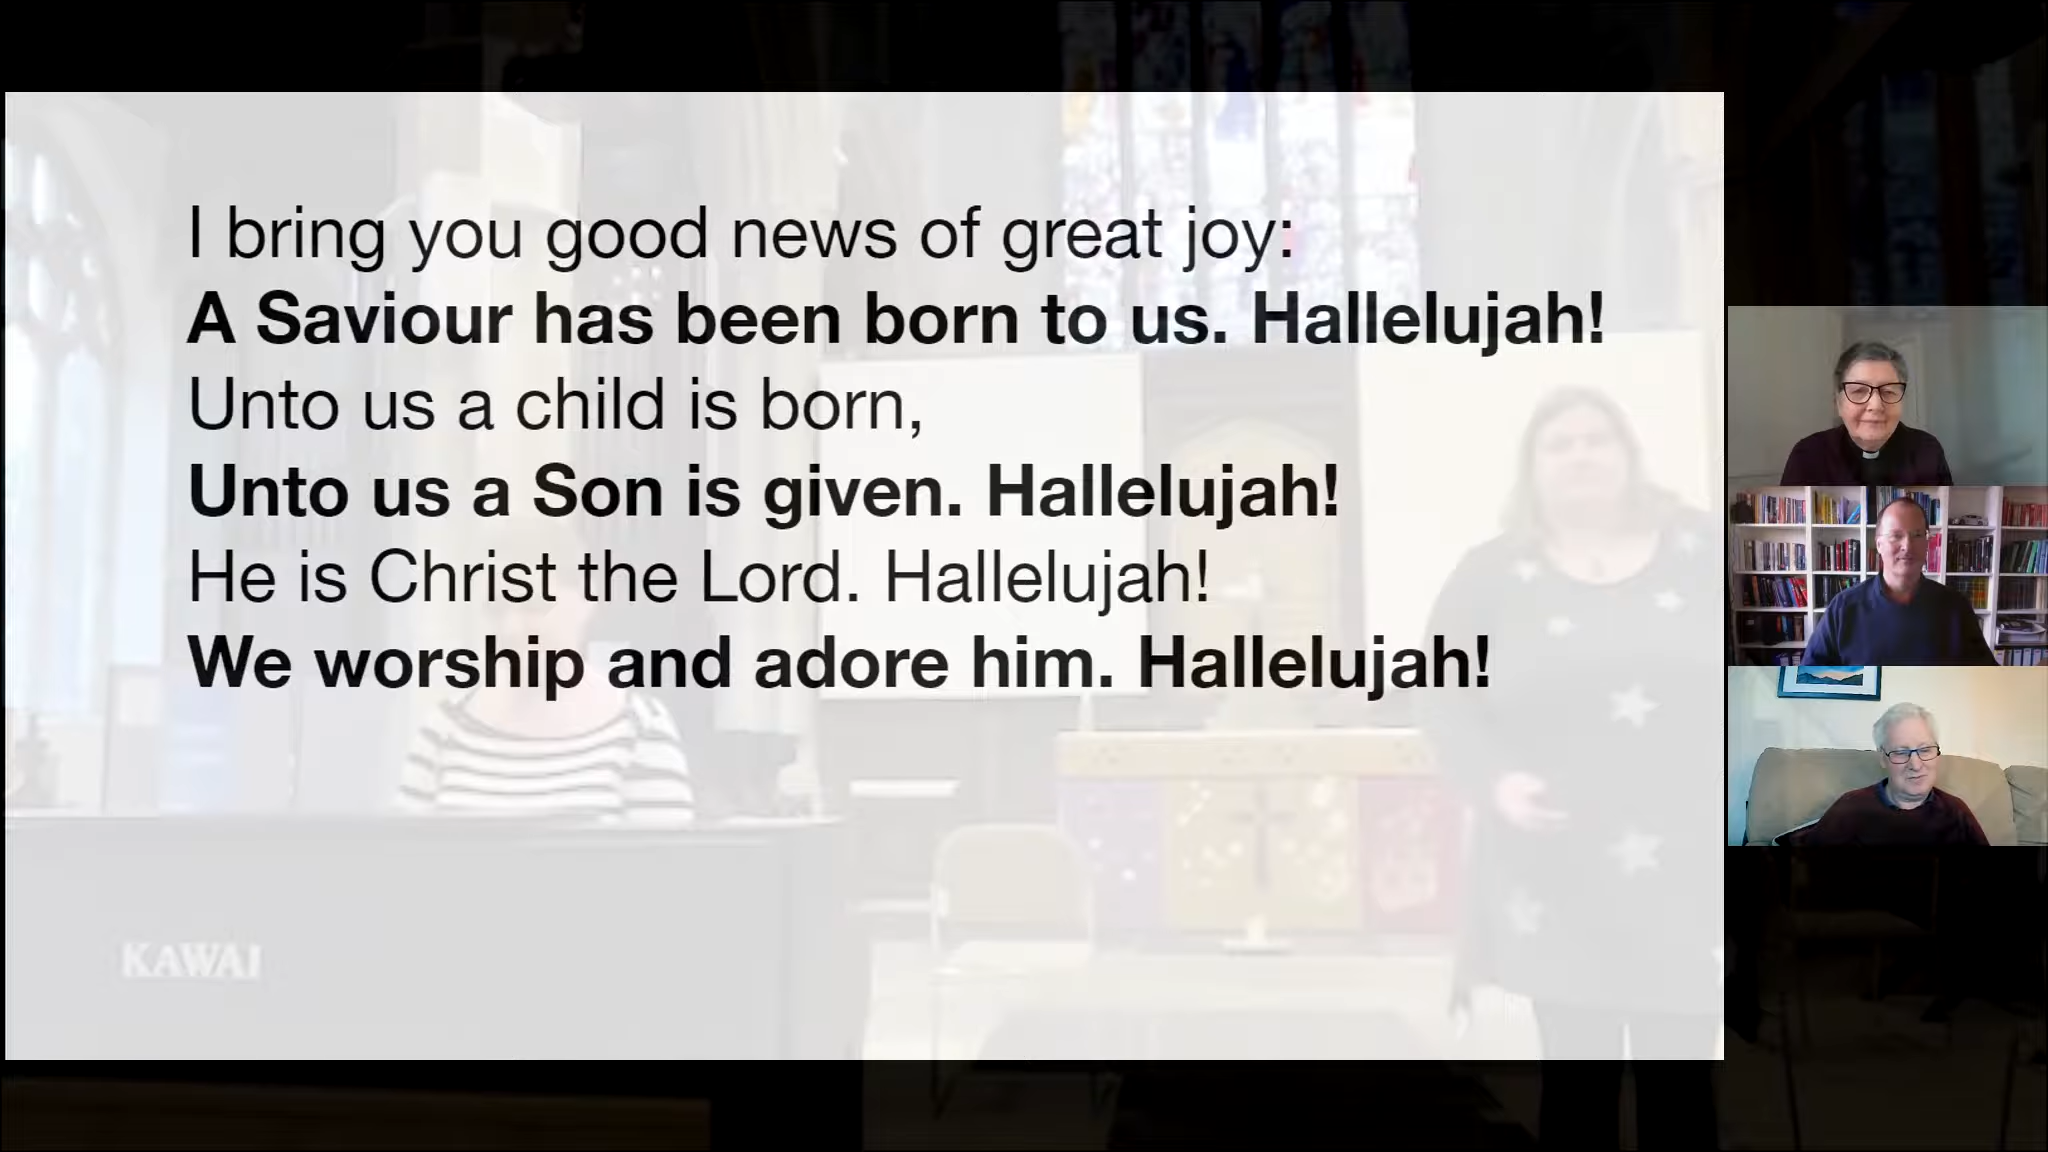 I bring you good news of great joy:
A Saviour has been born to us. Hallelujah!
Unto us a child is born,
Unto us a Son is given. Hallelujah!
He is Christ the Lord. Hallelujah!
We worship and adore him. Hallelujah!
KAWAI